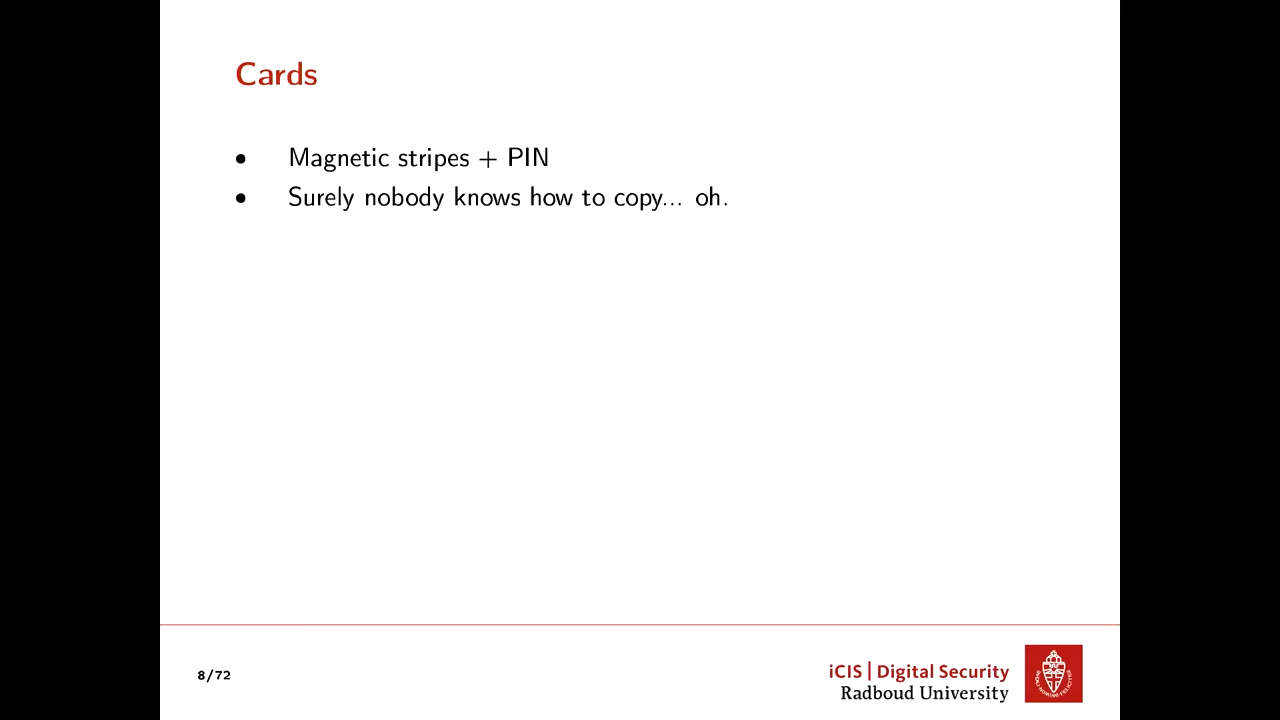 Cards
• Magnetic stripes + PIN
• Surely nobody knows how to copy... oh.
8/72
iCIS | Digital Security
Radboud University